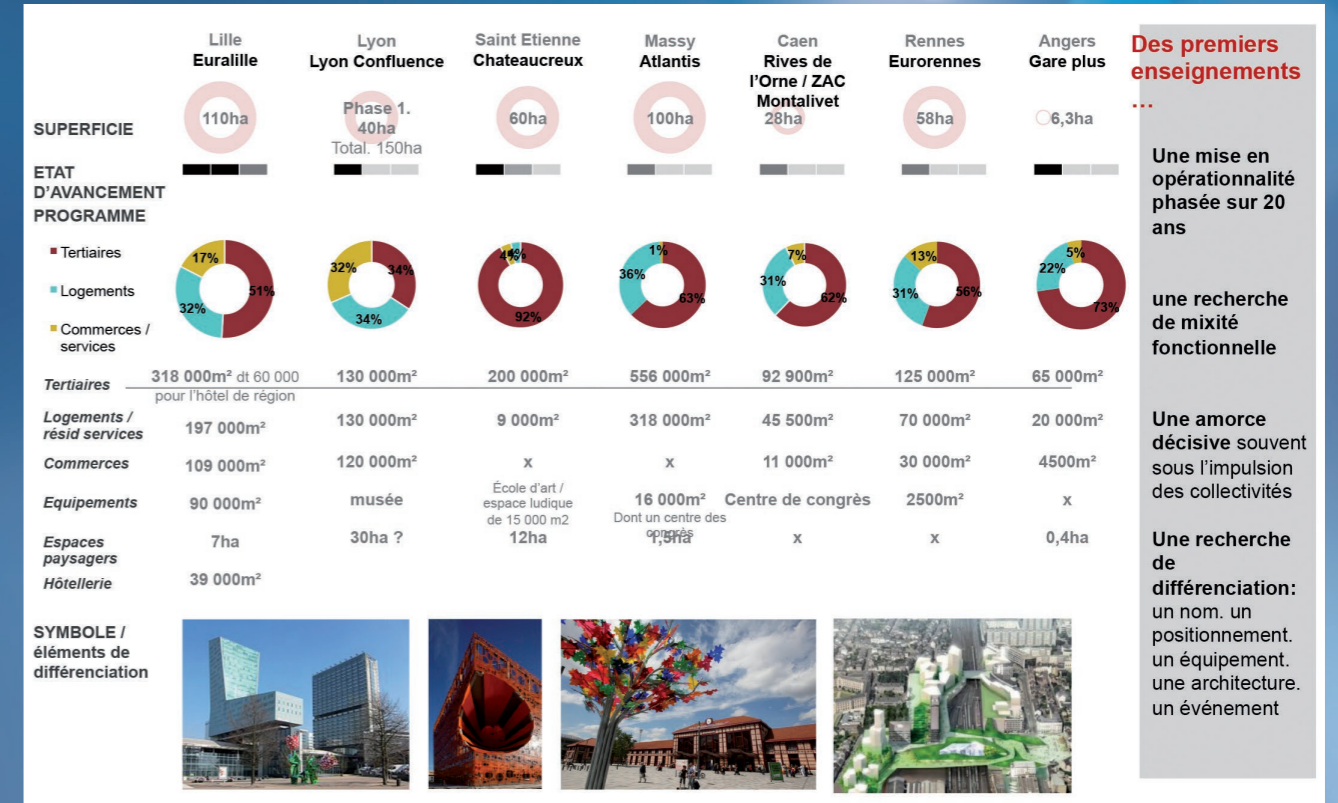 Lille
Euralille
Lyon
Lyon Confluence
Saint Etienne
Chateaucreux
Massy
Atlantis
Caen
Rives de
l'Orne / ZAC
Montalivet
Rennes
Eurorennes
Angers
Gare plus
SUPERFICIE
110ha
Phase 1.
40ha
Total. 150ha
60ha
100ha
28ha
58ha
6,3ha
ETAT
D'AVANCEMENT
PROGRAMME
Tertiaires
Logements
Commerces /
services
17%
51%
32%
32%
34%
34%
4%
4%
92%
1%
36%
63%
7%
31%
62%
13%
31%
56%
5%
22%
73%
Tertiaires
318 000m² dt 60 000
pour l'hôtel de région
130 000m²
200 000m²
556 000m²
92 900m²
125 000m²
65 000m²
Logements /
résid services
197 000m²
130 000m²
9 000m²
318 000m²
45 500m²
70 000m²
20 000m²
Commerces
109 000m²
120 000m²
x
x
11 000m²
30 000m²
4500m²
Equipements
90 000m²
musée
École d'art /
espace ludique
de 15 000 m2
16 000m²
Dont un centre des
congrès
Centre de congrès
2500m²
x
Espaces
paysagers
7ha
30ha ?
12ha
1,5ha
x
x
0,4ha
Hôtellerie
39 000m²
SYMBOLE /
éléments de
différenciation
Des premiers
enseignements
...
Une mise en
opérationnalité
phasée sur 20
ans
une recherche
de mixité
fonctionnelle
Une amorce
décisive souvent
sous l'impulsion
des collectivités
Une recherche
de
différenciation:
un nom. un
positionnement.
un équipement.
une architecture.
un événement